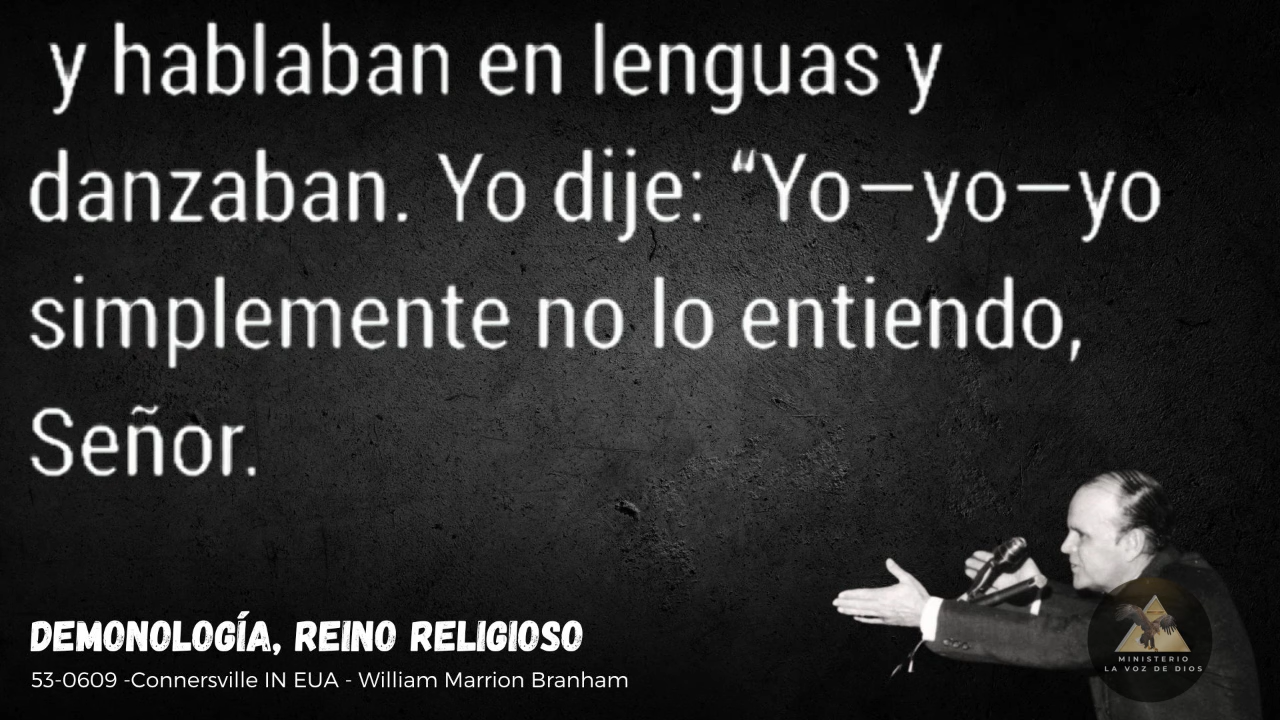 y hablaban en lenguas y
danzaban. Yo dije: “Yo—yo—yo
simplemente no lo entiendo,
Señor.
DEMONOLOGÍA, REINO RELIGIOSO
53-0609 -Connersville IN EUA - William Marrion Branham
MINISTERIO
LA VOZ DE DIOS